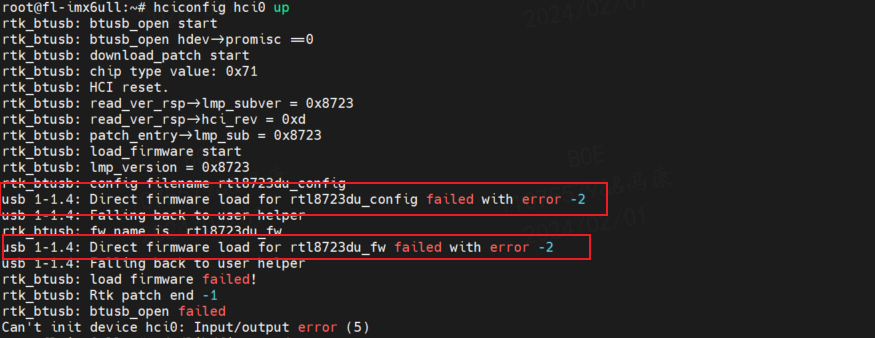 root@fl-imx6ull:~# hciconfig hci0 up
rtk_btusb: btusb_open start
rtk_btusb: btusb_open hdev->promisc ==0
rtk_btusb: download_patch start
rtk_btusb: chip type value: 0x71
rtk_btusb: HCI reset.
rtk_btusb: read_ver_rsp->lmp_subver = 0x8723
rtk_btusb: read_ver_rsp->hci_rev = 0xd
rtk_btusb: patch_entry->lmp_sub = 0x8723
rtk_btusb: load_firmware start
rtk_btusb: lmp_version = 0x8723
rtk_btusb: config filename rtl8723du_config
usb 1-1.4: Direct firmware load for rtl8723du_config failed with error -2
usb 1-1.4: Falling back to user helper
rtk_btusb: fw name is rtl8723du_fw
usb 1-1.4: Direct firmware load for rtl8723du_fw failed with error -2
usb 1-1.4: Falling back to user helper
rtk_btusb: load firmware failed!
rtk_btusb: Rtk patch end -1
rtk_btusb: btusb_open failed
Can't init device hci0: Input/output error (5)
2024/02/01